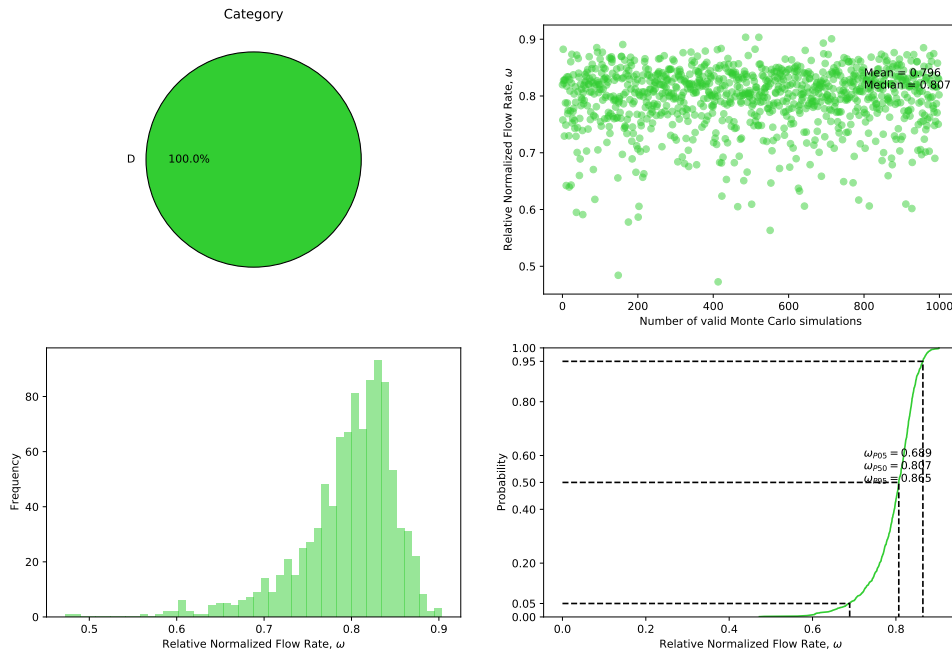 Category
D
100.0%
0.9
0.8
0.7
0.6
0.5
Relative Normalized Flow Rate, ω
Mean = 0.796
Median = 0.807
0
200
400
600
800
1000
Number of valid Monte Carlo simulations
80
60
40
20
0
Frequency
0.5
0.6
0.7
0.8
0.9
Relative Normalized Flow Rate, ω
1.00
0.95
0.80
0.60
0.50
0.40
0.20
0.05
0.00
Probability
ωP05 = 0.689
ωP50 = 0.807
ωP95 = 0.865
0.0
0.2
0.4
0.6
0.8
Relative Normalized Flow Rate, ω